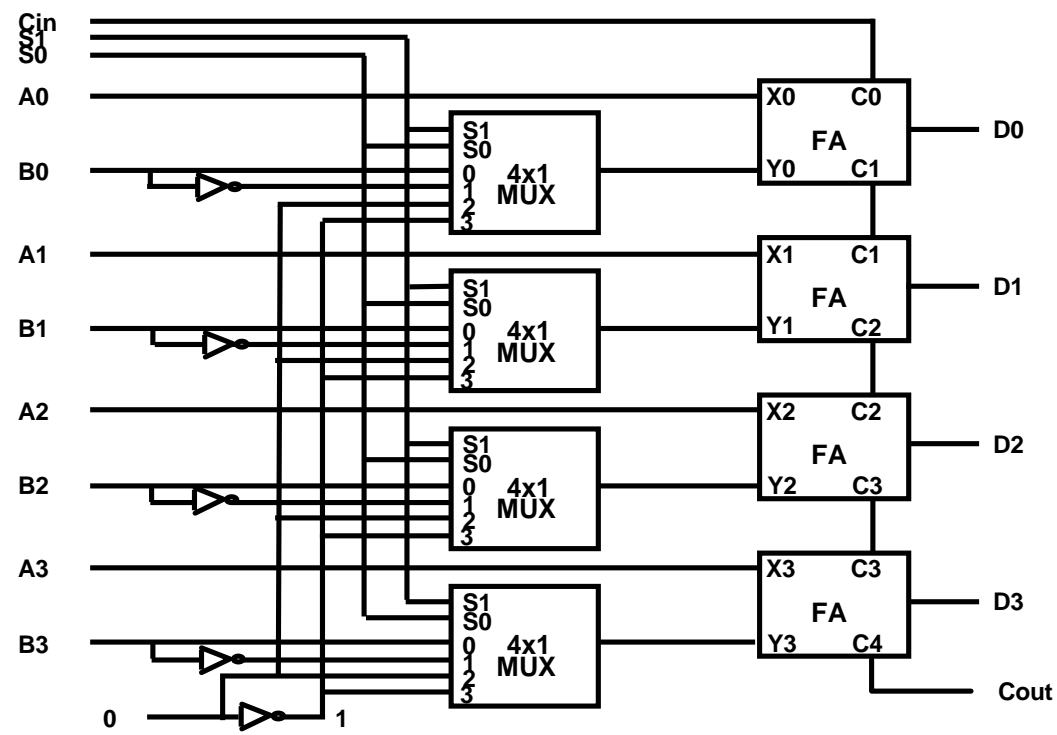 Cin
S1
S0
A0
X0 C0
S1
FA
D0
S0
B0
0
4x1
Y0 C1
1
MUX
2
3
A1
X1 C1
S1
FA
D1
S0
B1
0
4x1
Y1 C2
1
MUX
2
3
A2
X2 C2
S1
FA
D2
S0
B2
0
4x1
Y2 C3
1
MUX
2
3
A3
X3 C3
S1
FA
D3
S0
B3
0
4x1
Y3 C4
1
MUX
2
3
Cout
0
1